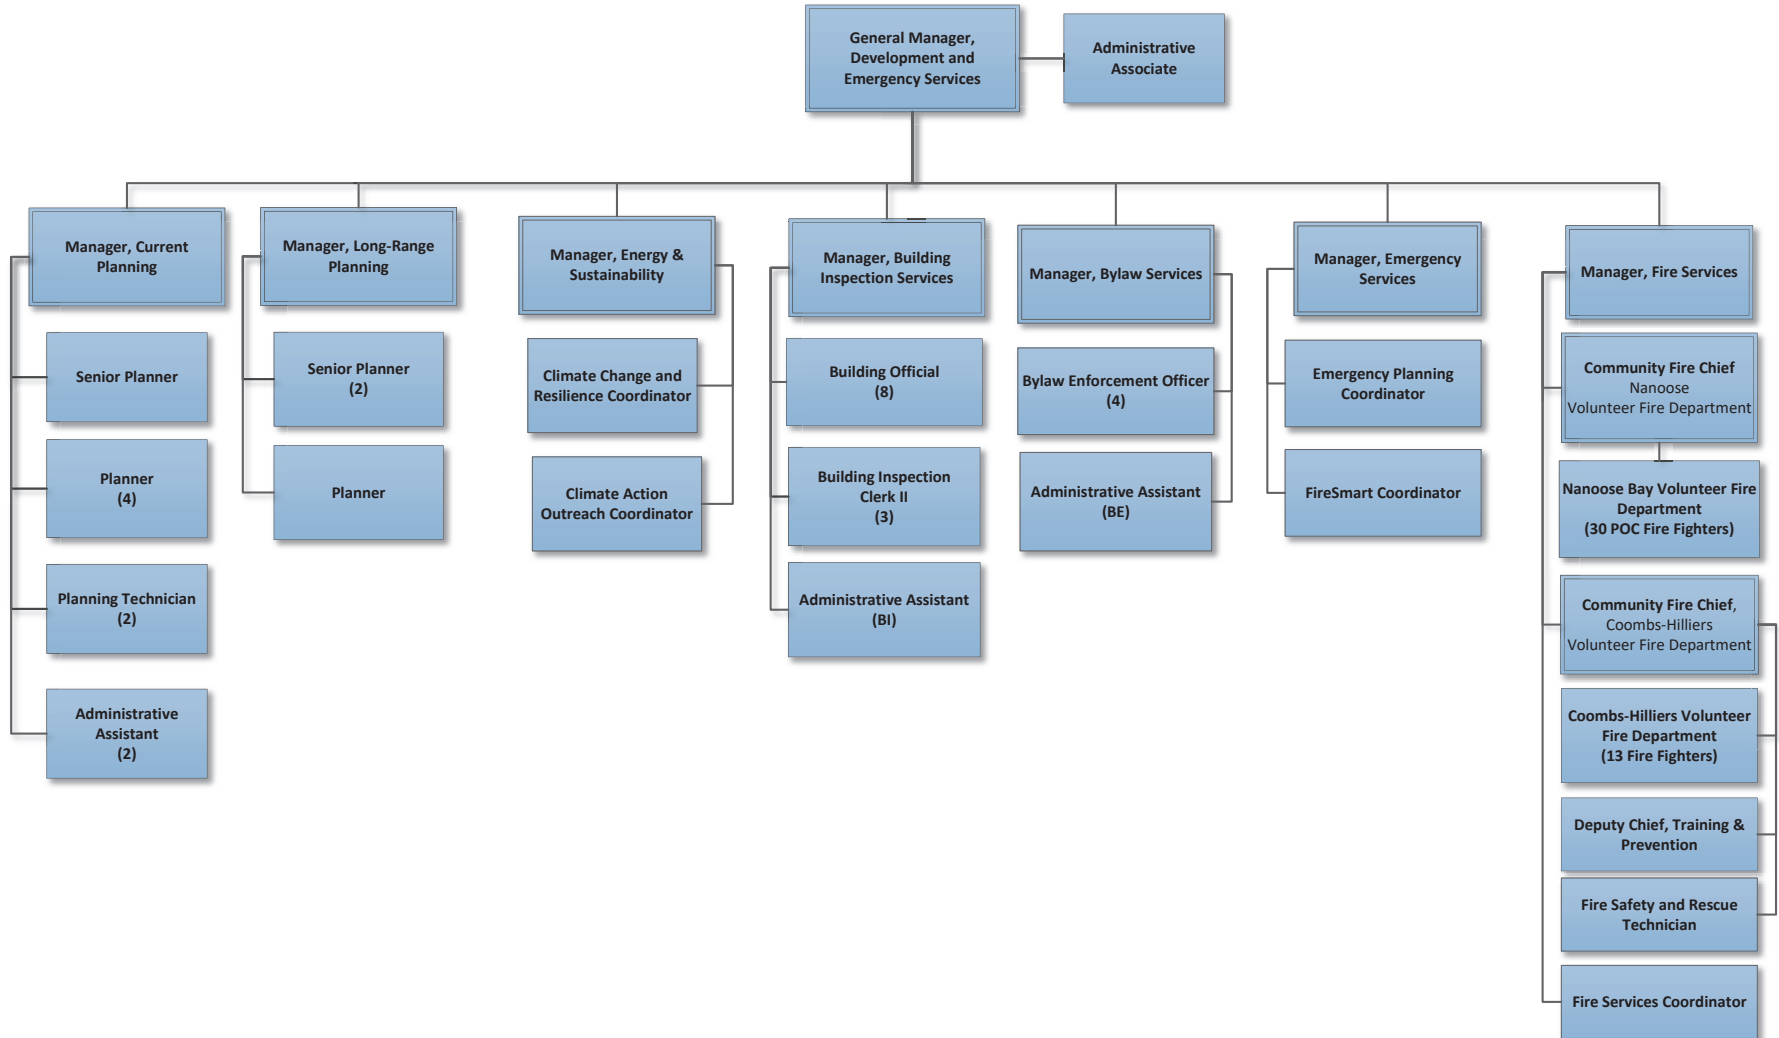 General Manager,
Development and
Emergency Services
Administrative
Associate
Manager, Current
Planning
Senior Planner
Planner
(4)
Planning Technician
(2)
Administrative
Assistant
(2)
Manager, Long-Range
Planning
Senior Planner
(2)
Planner
Manager, Energy &
Sustainability
Climate Change and
Resilience Coordinator
Climate Action
Outreach Coordinator
Manager, Building
Inspection Services
Building Official
(8)
Building Inspection
Clerk II
(3)
Administrative Assistant
(BI)
Manager, Bylaw Services
Bylaw Enforcement Officer
(4)
Administrative Assistant
(BE)
Manager, Emergency
Services
Emergency Planning
Coordinator
FireSmart Coordinator
Manager, Fire Services
Community Fire Chief
Nanoose
Volunteer Fire Department
Nanoose Bay Volunteer Fire
Department
(30 POC Fire Fighters)
Community Fire Chief,
Coombs-Hilliers
Volunteer Fire Department
Coombs-Hilliers Volunteer
Fire Department
(13 Fire Fighters)
Deputy Chief, Training &
Prevention
Fire Safety and Rescue
Technician
Fire Services Coordinator